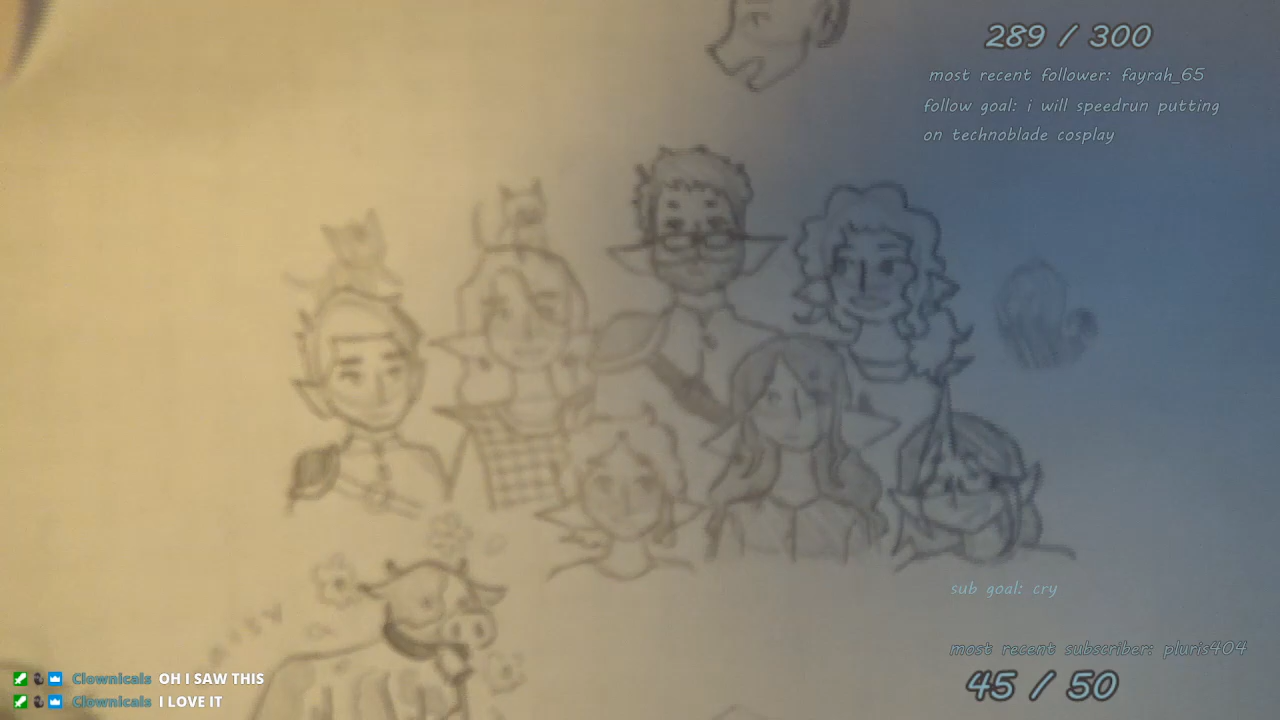 289 / 300
most recent follower: fayrah_65
follow goal: i will speedrun putting
on technoblade cosplay
sub goal: cry
most recent subscriber: pluris404
45 / 50
Clownicals OH I SAW THIS
Clownicals I LOVE IT